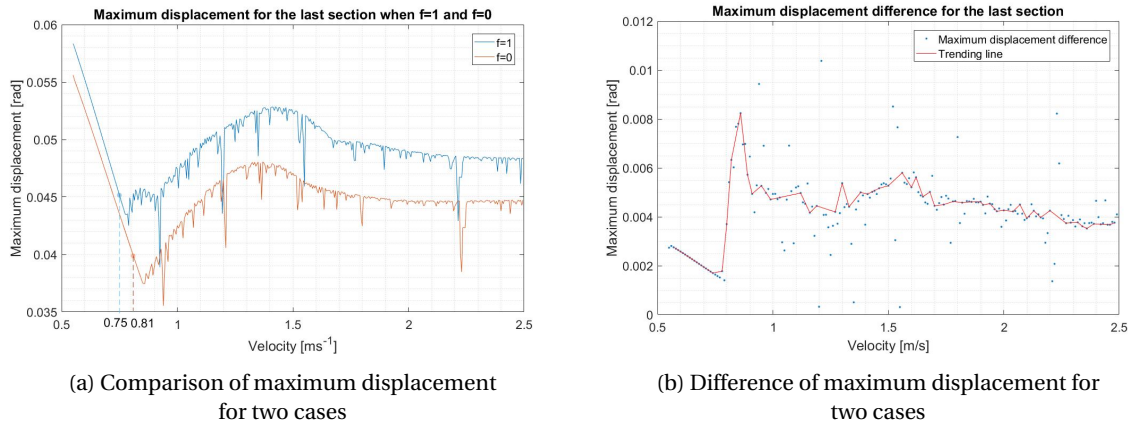 Maximum displacement for the last section when f=1 and f=0
0.06
0.055
0.05
0.045
0.04
0.035
Maximum displacement [rad]
f=1
f=0
0.5
0.75
0.81
1
1.5
2
2.5
Velocity [ms⁻¹]
(a) Comparison of maximum displacement
for two cases
Maximum displacement difference for the last section
0.012
0.01
0.008
0.006
0.004
0.002
0
Maximum displacement [rad]
Maximum displacement difference
Trending line
0.5
1
1.5
2
2.5
Velocity [m/s]
(b) Difference of maximum displacement for
two cases